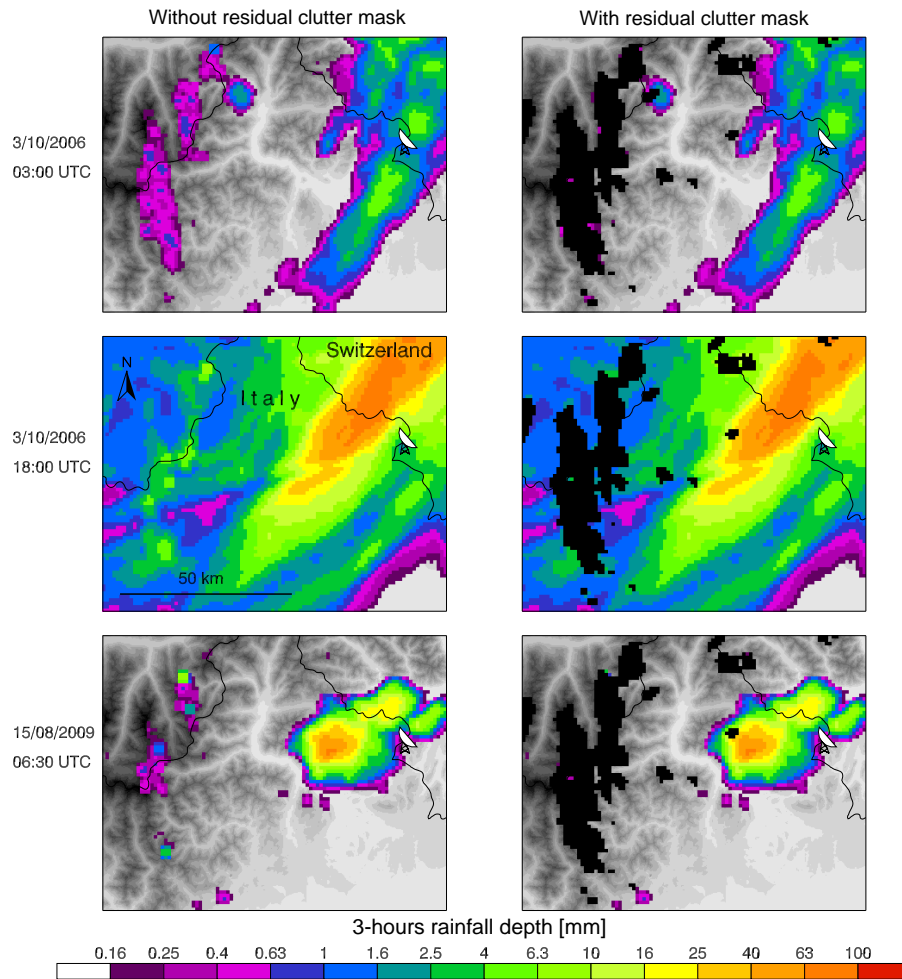 Without residual clutter mask
With residual clutter mask
3/10/2006
03:00 UTC
3/10/2006
18:00 UTC
N
Switzerland
Italy
50 km
15/08/2009
06:30 UTC
3-hours rainfall depth [mm]
0.16 0.25 0.4 0.63 1 1.6 2.5 4 6.3 10 16 25 40 63 100